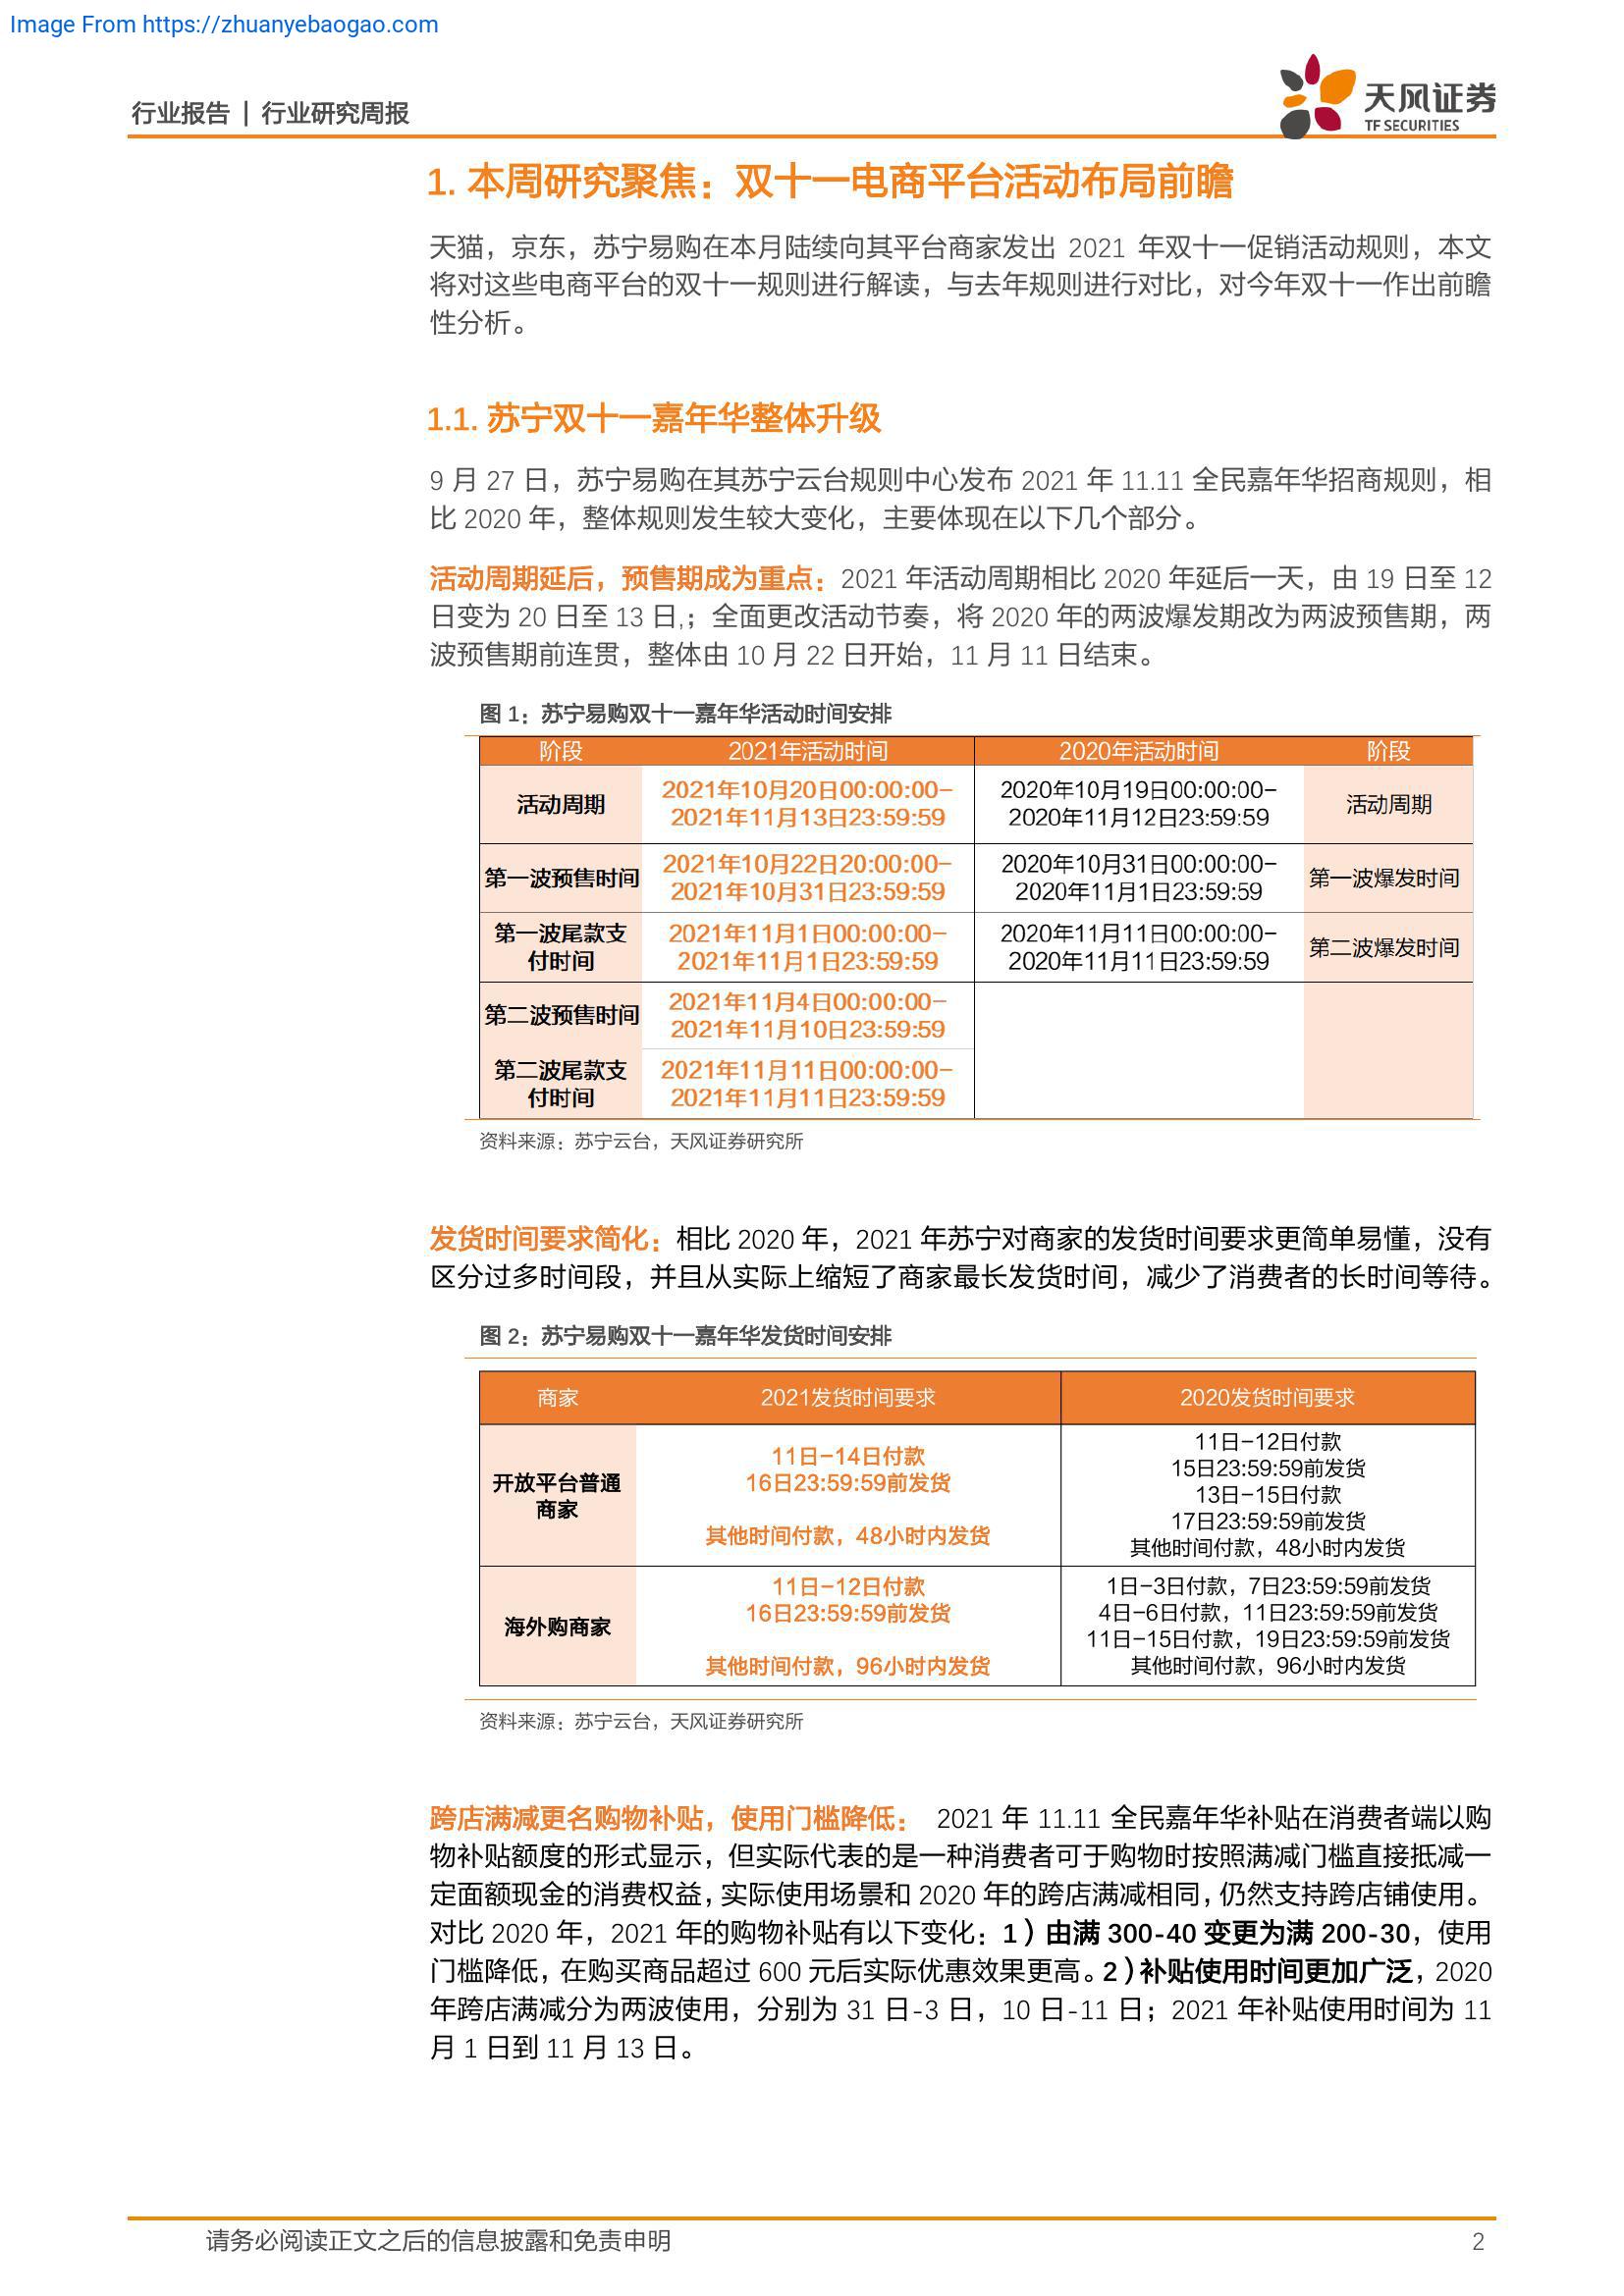 Image From https://zhuanyebaogao.com
行业报告 | 行业研究周报
天风证券
TF SECURITIES
1. 本周研究聚焦：双十一电商平台活动布局前瞻
天猫，京东，苏宁易购在本月陆续向其平台商家发出 2021 年双十一促销活动规则，本文
将对这些电商平台的双十一规则进行解读，与去年规则进行对比，对今年双十一作出前瞻
性分析。
1.1. 苏宁双十一嘉年华整体升级
9 月 27 日，苏宁易购在其苏宁云台规则中心发布 2021 年 11.11 全民嘉年华招商规则，相
比 2020 年，整体规则发生较大变化，主要体现在以下几个部分。
活动周期延后，预售期成为重点：2021 年活动周期相比 2020 年延后一天，由 19 日至 12
日变为 20 日至 13 日,；全面更改活动节奏，将 2020 年的两波爆发期改为两波预售期，两
波预售期前连贯，整体由 10 月 22 日开始，11 月 11 日结束。
图 1：苏宁易购双十一嘉年华活动时间安排
阶段 2021年活动时间 2020年活动时间 阶段
活动周期 2021年10月20日00:00:00- 2020年10月19日00:00:00- 活动周期
2021年11月13日23:59:59 2020年11月12日23:59:59
第一波预售时间 2021年10月22日20:00:00- 2020年10月31日00:00:00- 第一波爆发时间
2021年10月31日23:59:59 2020年11月1日23:59:59
第一波尾款支 2021年11月1日00:00:00- 2020年11月11日00:00:00- 第二波爆发时间
付时间 2021年11月1日23:59:59 2020年11月11日23:59:59
第二波预售时间 2021年11月4日00:00:00-
2021年11月10日23:59:59
第二波尾款支 2021年11月11日00:00:00-
付时间 2021年11月11日23:59:59
资料来源：苏宁云台，天风证券研究所
发货时间要求简化：相比 2020 年，2021 年苏宁对商家的发货时间要求更简单易懂，没有
区分过多时间段，并且从实际上缩短了商家最长发货时间，减少了消费者的长时间等待。
图 2：苏宁易购双十一嘉年华发货时间安排
商家 2021发货时间要求 2020发货时间要求
开放平台普通
商家
11日-14日付款
16日23:59:59前发货
其他时间付款，48小时内发货
11日-12日付款
15日23:59:59前发货
13日-15日付款
17日23:59:59前发货
其他时间付款，48小时内发货
海外购商家
11日-12日付款
16日23:59:59前发货
其他时间付款，96小时内发货
1日-3日付款，7日23:59:59前发货
4日-6日付款，11日23:59:59前发货
11日-15日付款，19日23:59:59前发货
其他时间付款，96小时内发货
资料来源：苏宁云台，天风证券研究所
跨店满减更名购物补贴，使用门槛降低： 2021 年 11.11 全民嘉年华补贴在消费者端以购
物补贴额度的形式显示，但实际代表的是一种消费者可于购物时按照满减门槛直接抵减一
定面额现金的消费权益，实际使用场景和 2020 年的跨店满减相同，仍然支持跨店铺使用。
对比 2020 年，2021 年的购物补贴有以下变化：1）由满 300-40 变更为满 200-30，使用
门槛降低，在购买商品超过 600 元后实际优惠效果更高。2）补贴使用时间更加广泛，2020
年跨店满减分为两波使用，分别为 31 日-3 日，10 日-11 日；2021 年补贴使用时间为 11
月 1 日到 11 月 13 日。
请务必阅读正文之后的信息披露和免责申明 2